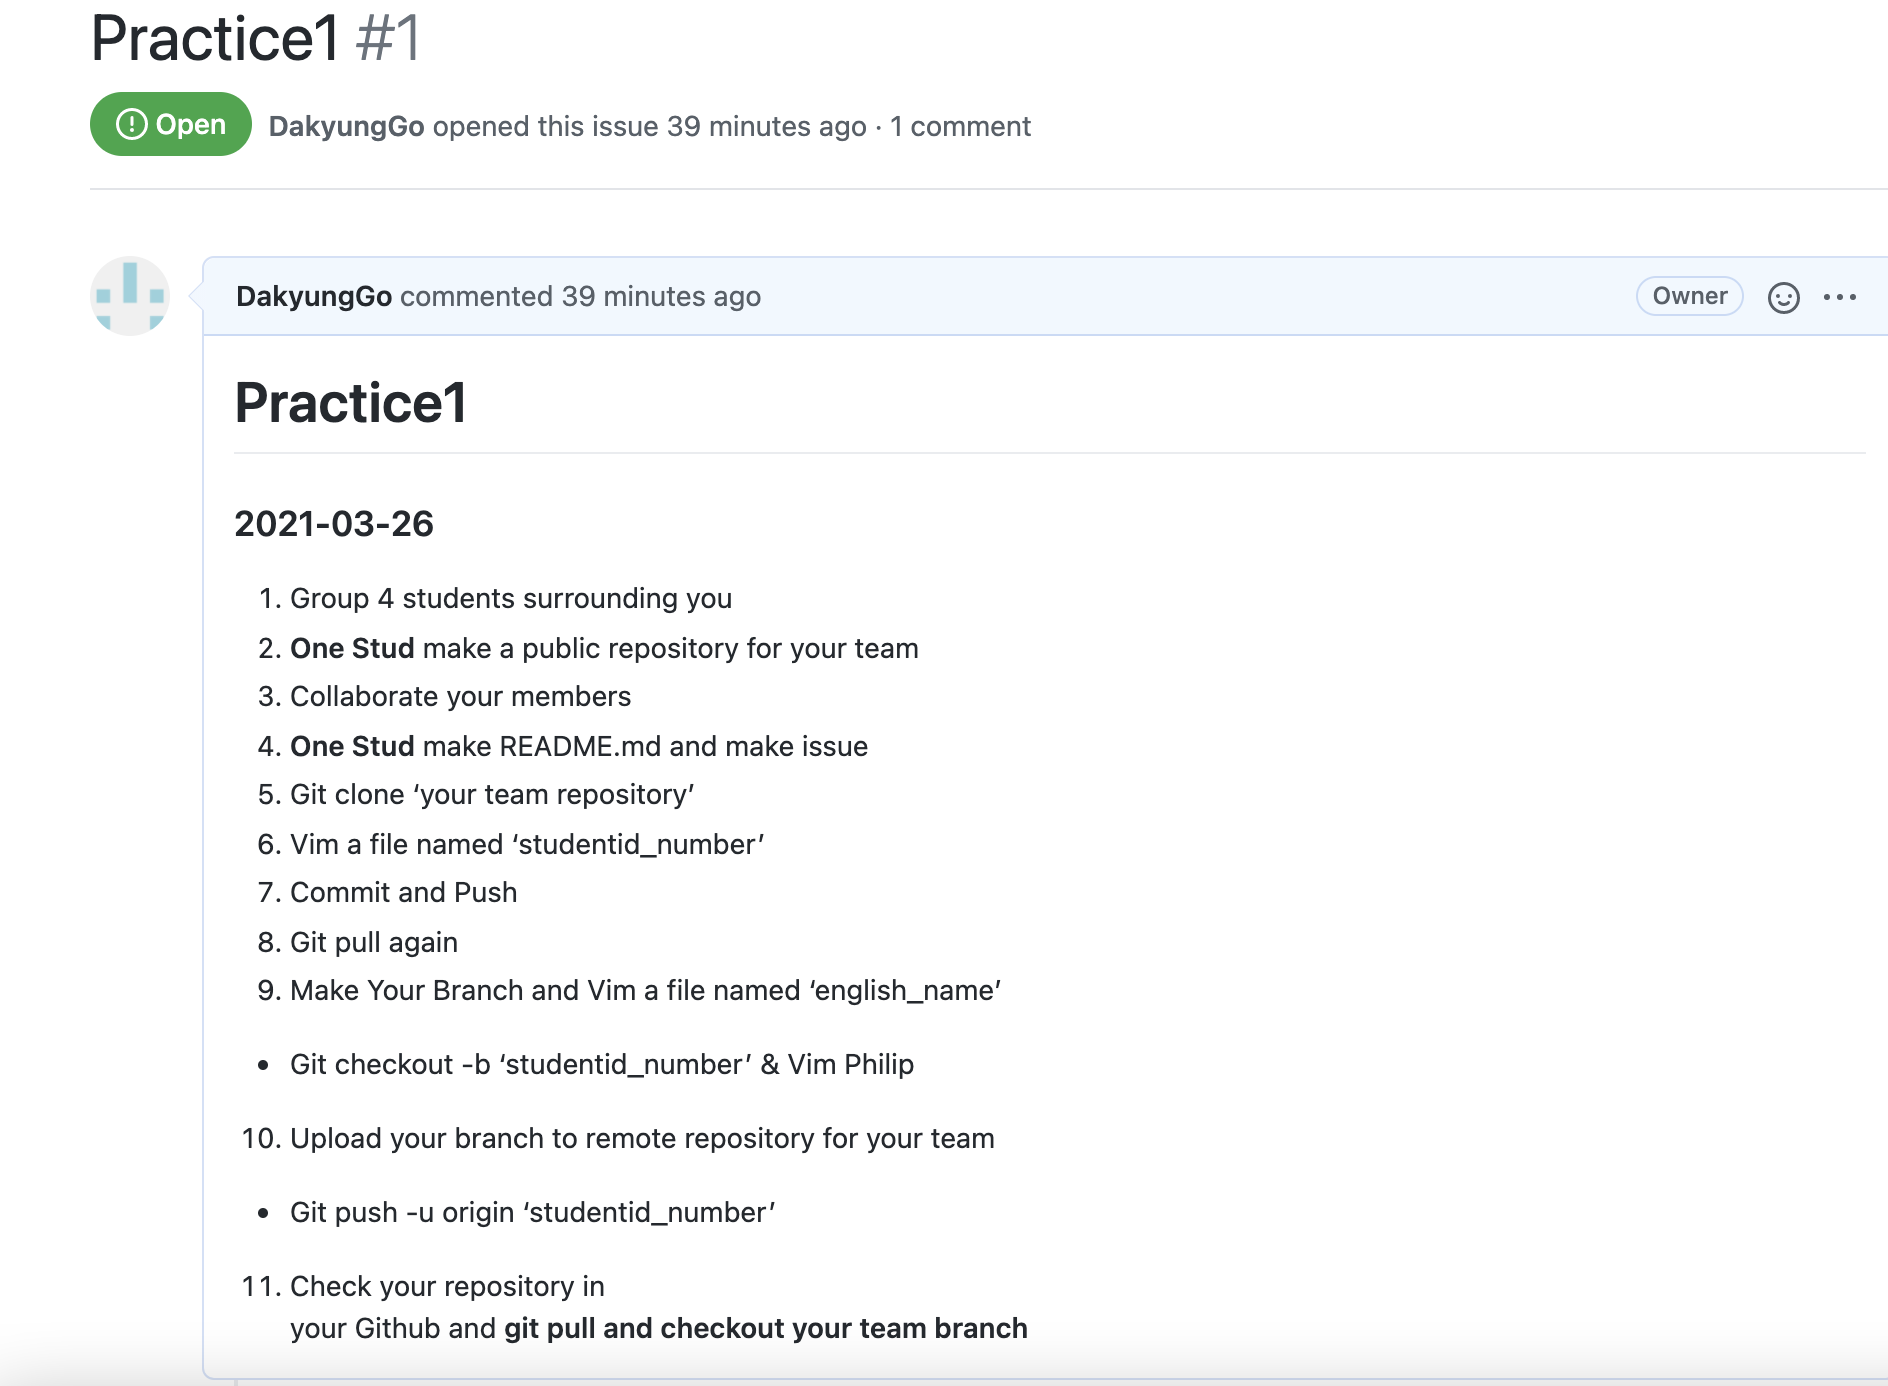 Practice1 #1
Open DakyungGo opened this issue 39 minutes ago · 1 comment
DakyungGo commented 39 minutes ago Owner
Practice1
2021-03-26
1. Group 4 students surrounding you
2. One Stud make a public repository for your team
3. Collaborate your members
4. One Stud make README.md and make issue
5. Git clone ‘your team repository’
6. Vim a file named ‘studentid_number’
7. Commit and Push
8. Git pull again
9. Make Your Branch and Vim a file named ‘english_name’
• Git checkout -b ‘studentid_number’ & Vim Philip
10. Upload your branch to remote repository for your team
• Git push -u origin ‘studentid_number’
11. Check your repository in
your Github and git pull and checkout your team branch